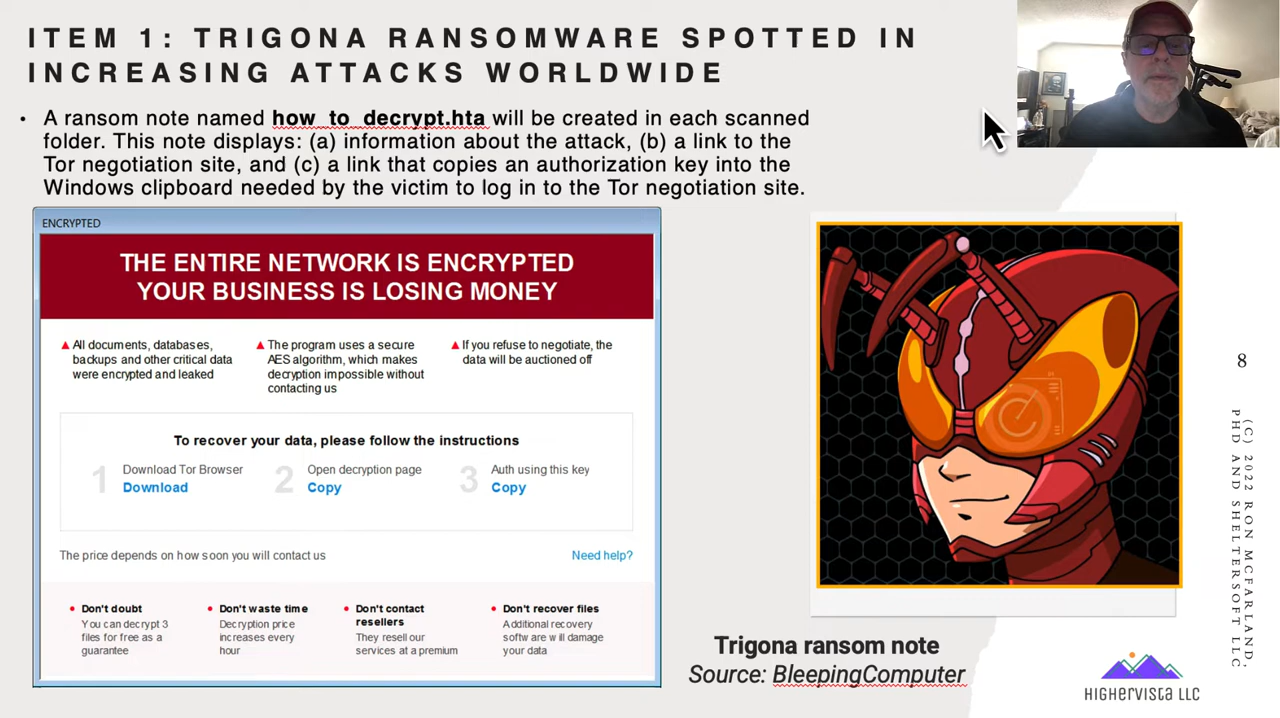 ITEM 1: TRIGONA RANSOMWARE SPOTTED IN
INCREASING ATTACKS WORLDWIDE
• A ransom note named how_to_decrypt.hta will be created in each scanned
folder. This note displays: (a) information about the attack, (b) a link to the
Tor negotiation site, and (c) a link that copies an authorization key into the
Windows clipboard needed by the victim to log in to the Tor negotiation site.
ENCRYPTED
THE ENTIRE NETWORK IS ENCRYPTED
YOUR BUSINESS IS LOSING MONEY
All documents, databases,
backups and other critical data
were encrypted and leaked
The program uses a secure
AES algorithm, which makes
decryption impossible without
contacting us
If you refuse to negotiate, the
data will be auctioned off
To recover your data, please follow the instructions
1 Download Tor Browser
Download
2 Open decryption page
Copy
3 Auth using this key
Copy
The price depends on how soon you will contact us
Need help?
• Don't doubt
You can decrypt 3
files for free as a
guarantee
• Don't waste time
Decryption price
increases every
hour
• Don't contact
resellers
They resell our
services at a premium
• Don't recover files
Additional recovery
software will damage
your data
Trigona ransom note
Source: BleepingComputer
8
(C) 2022 RON MCFARLAND,
PHD AND SHELTERSOFT LLC
HIGHERVISTA LLC